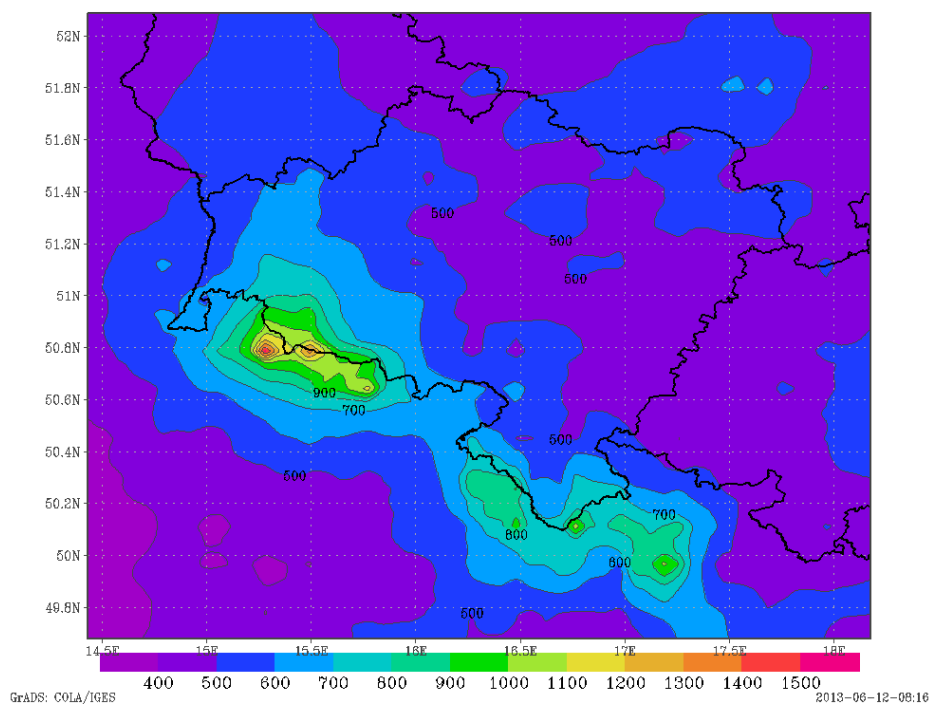 52N
51.8N
51.6N
51.4N
500
500
51.2N
500
51N
50.8N
900
50.6N
700
500
50.4N
500
50.2N
700
800
50N
600
49.8N
500
14.5E 15E 15.5E 16E 16.5E 17E 17.5E 18E
400 500 600 700 800 900 1000 1100 1200 1300 1400 1500
GrADS: COLA/IGES 2013-06-12-08:16